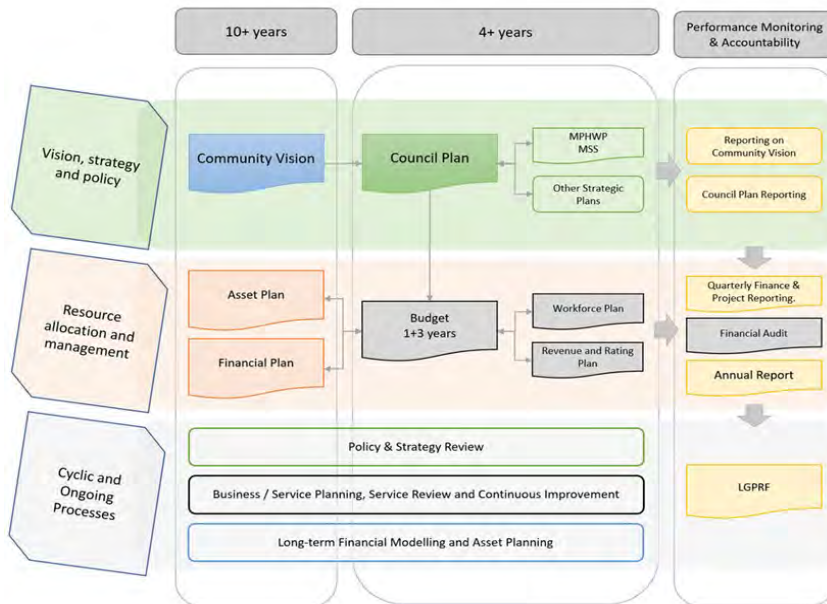 10+ years
4+ years
Performance Monitoring
& Accountability
Vision, strategy
and policy
Community Vision
Council Plan
MPHWP
MSS
Other Strategic
Plans
Reporting on
Community Vision
Council Plan Reporting
Resource
allocation and
management
Asset Plan
Financial Plan
Budget
1+3 years
Workforce Plan
Revenue and Rating
Plan
Quarterly Finance &
Project Reporting.
Financial Audit
Annual Report
Cyclic and
Ongoing
Processes
Policy & Strategy Review
Business / Service Planning, Service Review and Continuous Improvement
Long-term Financial Modelling and Asset Planning
LGPRF